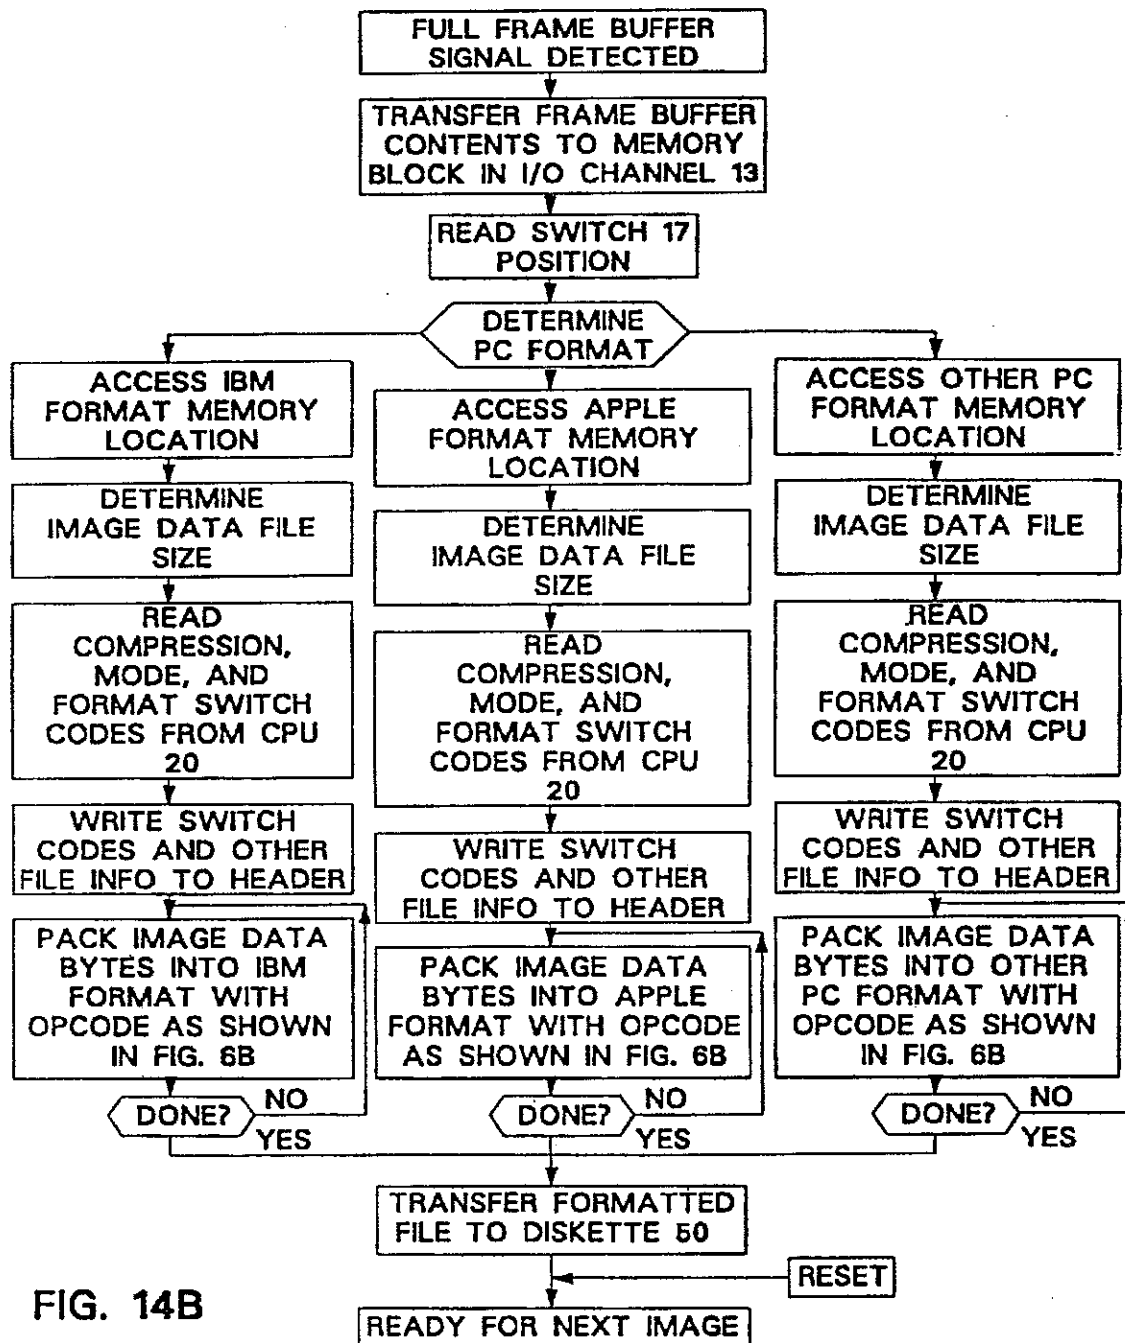 FULL FRAME BUFFER
SIGNAL DETECTED
TRANSFER FRAME BUFFER
CONTENTS TO MEMORY
BLOCK IN I/O CHANNEL 13
READ SWITCH 17
POSITION
DETERMINE
PC FORMAT
ACCESS IBM
FORMAT MEMORY
LOCATION
DETERMINE
IMAGE DATA FILE
SIZE
READ
COMPRESSION,
MODE, AND
FORMAT SWITCH
CODES FROM CPU
20
WRITE SWITCH
CODES AND OTHER
FILE INFO TO HEADER
PACK IMAGE DATA
BYTES INTO IBM
FORMAT WITH
OPCODE AS SHOWN
IN FIG. 6B
DONE?
NO
YES
ACCESS APPLE
FORMAT MEMORY
LOCATION
DETERMINE
IMAGE DATA FILE
SIZE
READ
COMPRESSION,
MODE, AND
FORMAT SWITCH
CODES FROM CPU
20
WRITE SWITCH
CODES AND OTHER
FILE INFO TO HEADER
PACK IMAGE DATA
BYTES INTO APPLE
FORMAT WITH OPCODE
AS SHOWN IN FIG. 6B
DONE?
NO
YES
ACCESS OTHER PC
FORMAT MEMORY
LOCATION
DETERMINE
IMAGE DATA FILE
SIZE
READ
COMPRESSION,
MODE, AND
FORMAT SWITCH
CODES FROM CPU
20
WRITE SWITCH
CODES AND OTHER
FILE INFO TO HEADER
PACK IMAGE DATA
BYTES INTO OTHER
PC FORMAT WITH
OPCODE AS SHOWN
IN FIG. 6B
DONE?
NO
YES
TRANSFER FORMATTED
FILE TO DISKETTE 50
RESET
READY FOR NEXT IMAGE
FIG. 14B